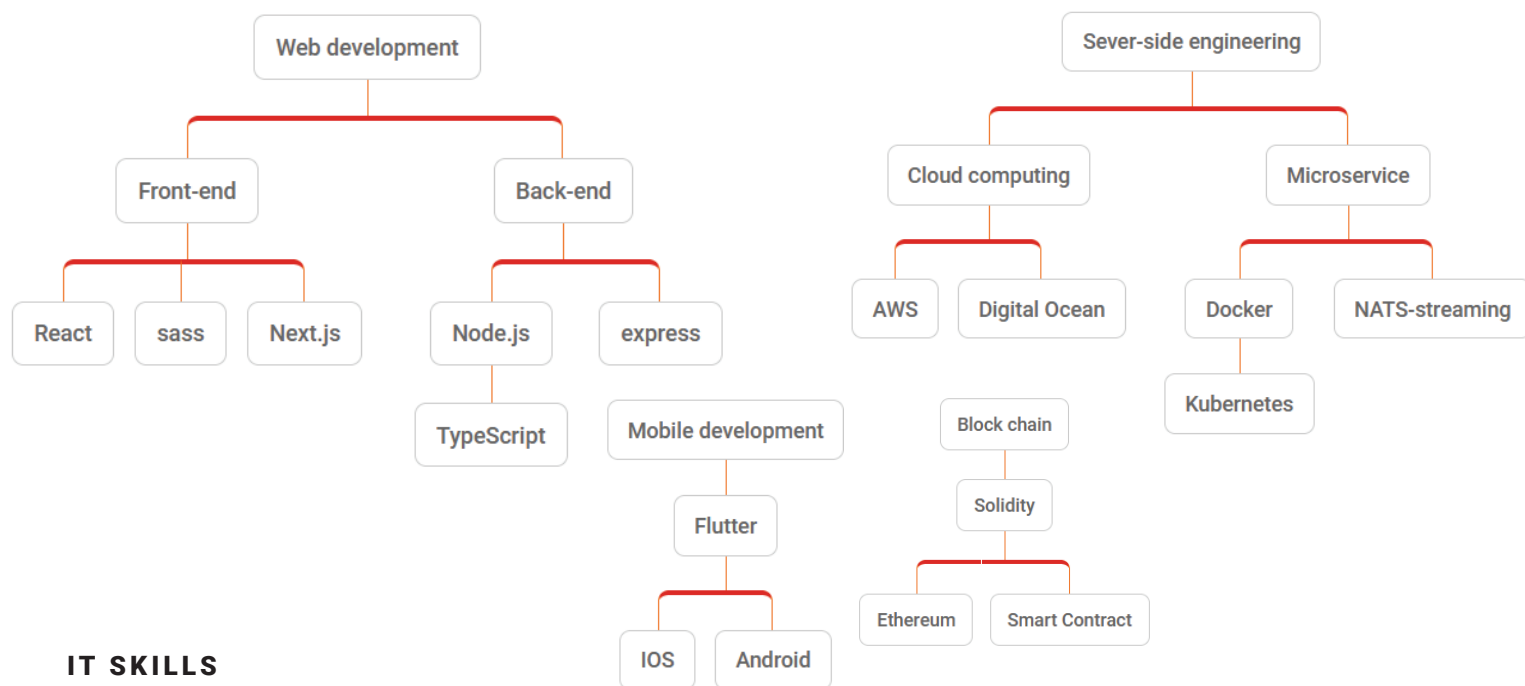 Web development
Front-end
Back-end
React
sass
Next.js
Node.js
express
TypeScript
Sever-side engineering
Cloud computing
Microservice
AWS
Digital Ocean
Docker
NATS-streaming
Kubernetes
Mobile development
Flutter
IOS
Android
Block chain
Solidity
Ethereum
Smart Contract
IT SKILLS